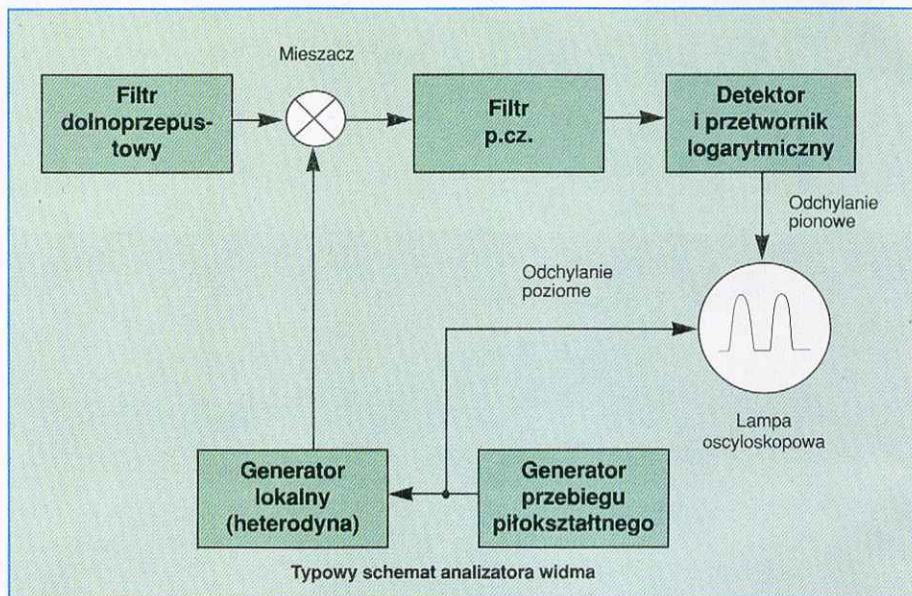 Mieszacz
Filtr
dolnoprzepus-
towy
Filtr
p.cz.
Detektor
i przetwornik
logarytmiczny
Odchylanie
pionowe
Odchylanie
poziome
Lampa
oscyloskopowa
Generator
lokalny
(heterodyna)
Generator
przebiegu
piłokształtnego
Typowy schemat analizatora widma